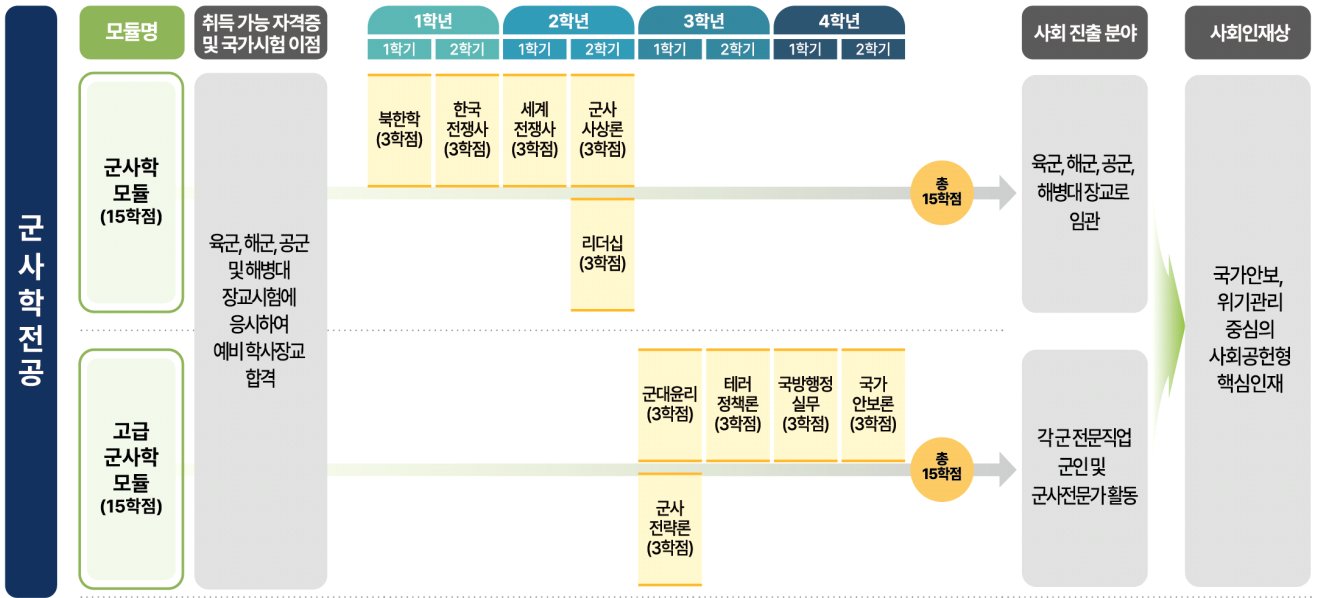 군사학전공
모듈명
취득 가능 자격증
및 국가시험 이점
1학년
2학년
3학년
4학년
1학기
2학기
1학기
2학기
1학기
2학기
1학기
2학기
사회 진출 분야
사회인재상
군사학
모듈
(15학점)
육군, 해군, 공군
및 해병대
장교시험에
응시하여
예비 학사장교
합격
북한학
(3학점)
한국
전쟁사
(3학점)
세계
전쟁사
(3학점)
군사
사상론
(3학점)
리더십
(3학점)
총
15학점
육군, 해군, 공군,
해병대 장교로
임관
고급
군사학
모듈
(15학점)
군대윤리
(3학점)
테러
정책론
(3학점)
국방행정
실무
(3학점)
국가
안보론
(3학점)
군사
전략론
(3학점)
총
15학점
각 군 전문직업
군인 및
군사전문가 활동
국가안보,
위기관리
중심의
사회공헌형
핵심인재